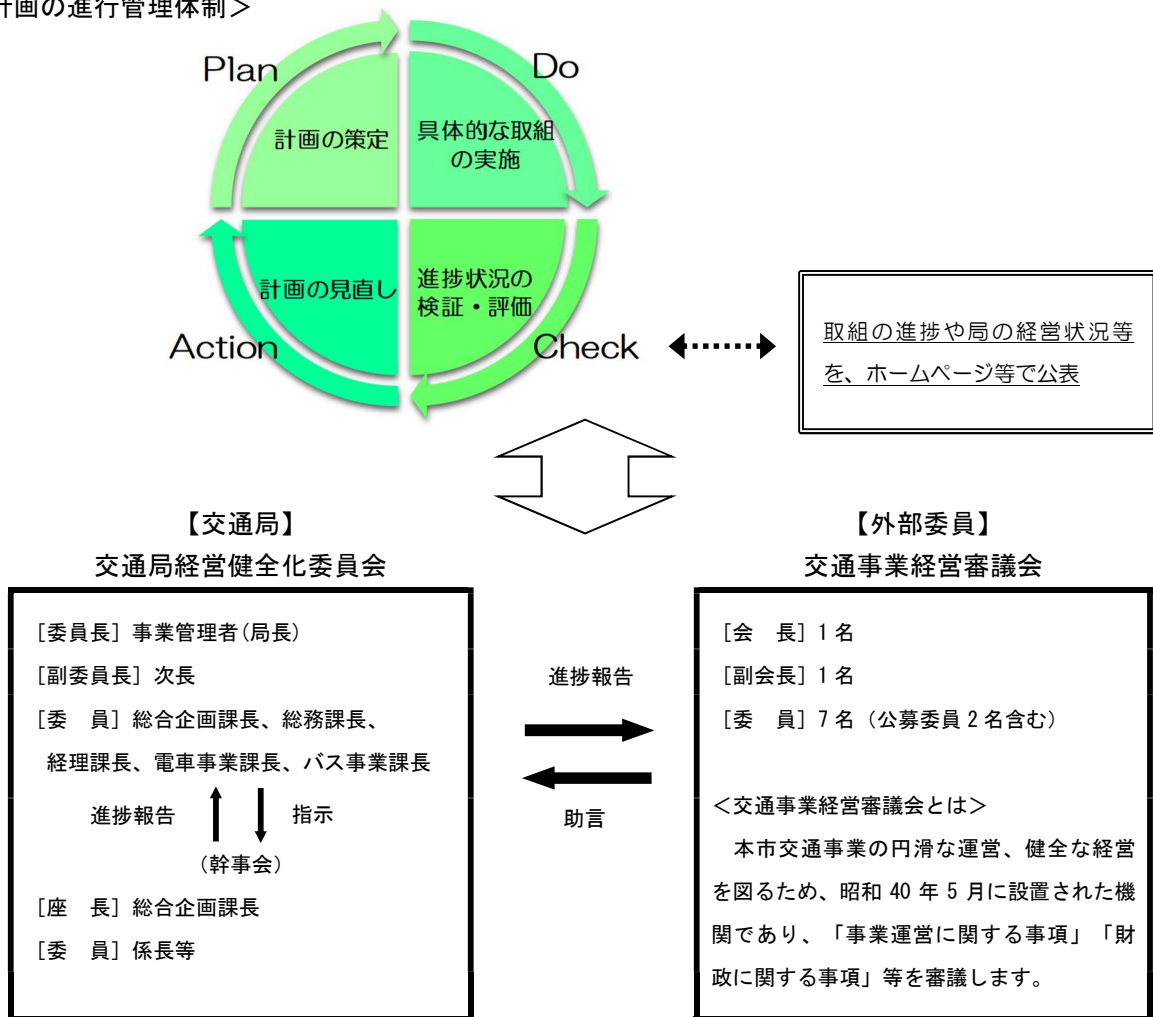 計画の進行管理体制＞
Plan
Do
計画の策定
具体的な取組
の実施
計画の見直し
進捗状況の
検証・評価
Action
Check
取組の進捗や局の経営状況等
を、ホームページ等で公表
【交通局】
交通局経営健全化委員会
［委員長］事業管理者(局長)
［副委員長］次長
［委　員］総合企画課長、総務課長、
経理課長、電車事業課長、バス事業課長
進捗報告
指示
(幹事会)
［座　長］総合企画課長
［委　員］係長等
進捗報告
助言
【外部委員】
交通事業経営審議会
［会　長］1名
［副会長］1名
［委　員］7名（公募委員2名含む）
＜交通事業経営審議会とは＞
　本市交通事業の円滑な運営、健全な経営
を図るため、昭和 40 年 5 月に設置された機
関であり、「事業運営に関する事項」「財
政に関する事項」等を審議します。